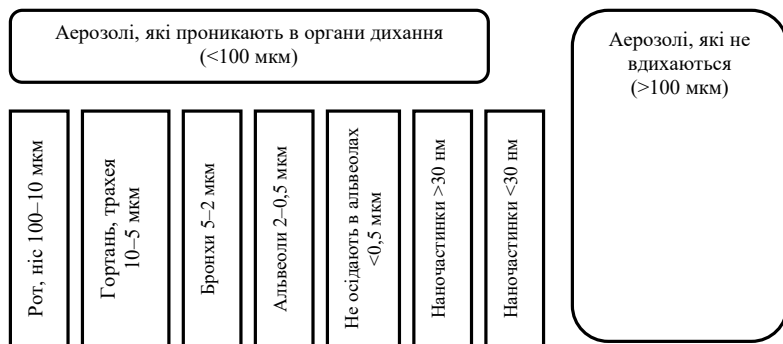 Аерозолі, які проникають в органи дихання
(<100 мкм)
Аерозолі, які не
вдихаються
(>100 мкм)
Рот, ніс 100–10 мкм
Гортань, трахея
10–5 мкм
Бронхи 5–2 мкм
Альвеоли 2–0,5 мкм
Не осідають в альвеолах
<0,5 мкм
Наночастинки >30 нм
Наночастинки <30 нм